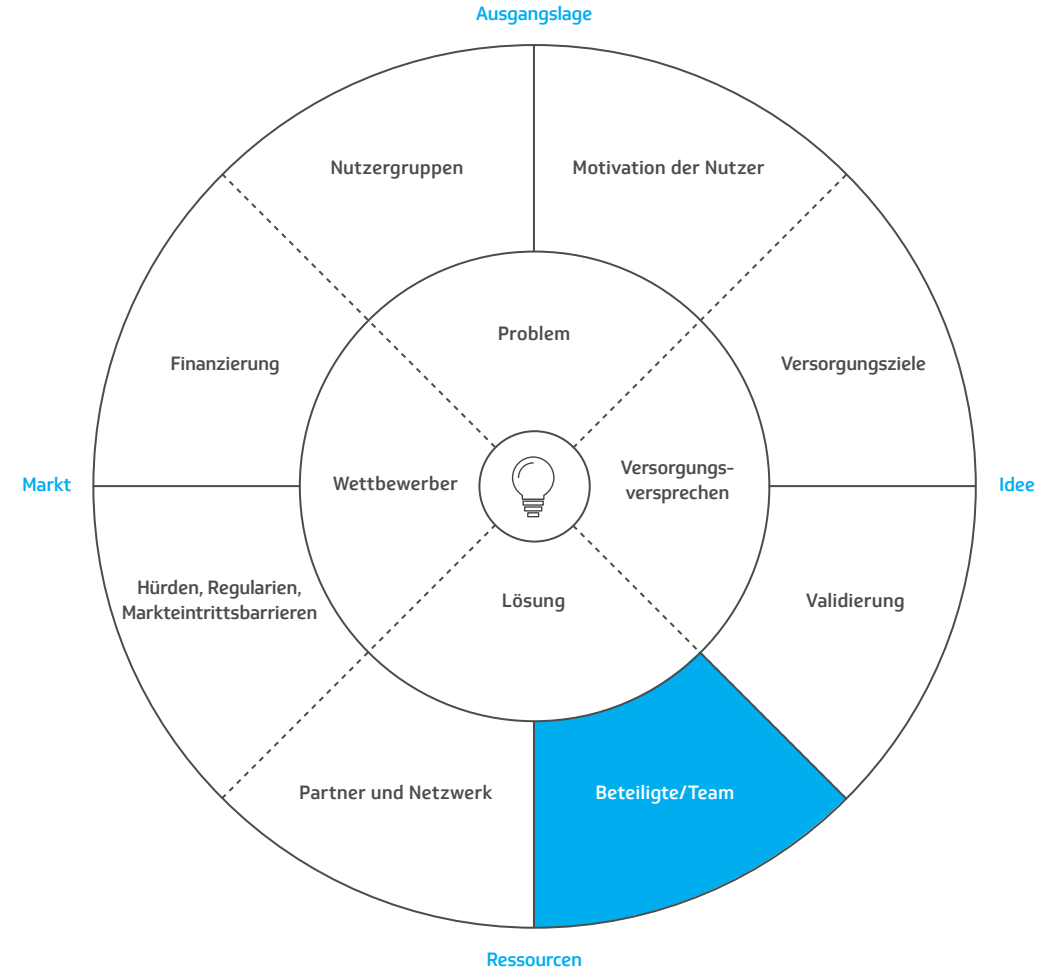 Ausgangslage
Nutzergruppen
Motivation der Nutzer
Problem
Finanzierung
Versorgungsziele
Markt
Wettbewerber
Versorgungs-
versprechen
Idee
Hürden, Regularien,
Markteintrittsbarrieren
Lösung
Validierung
Partner und Netzwerk
Beteiligte/Team
Ressourcen